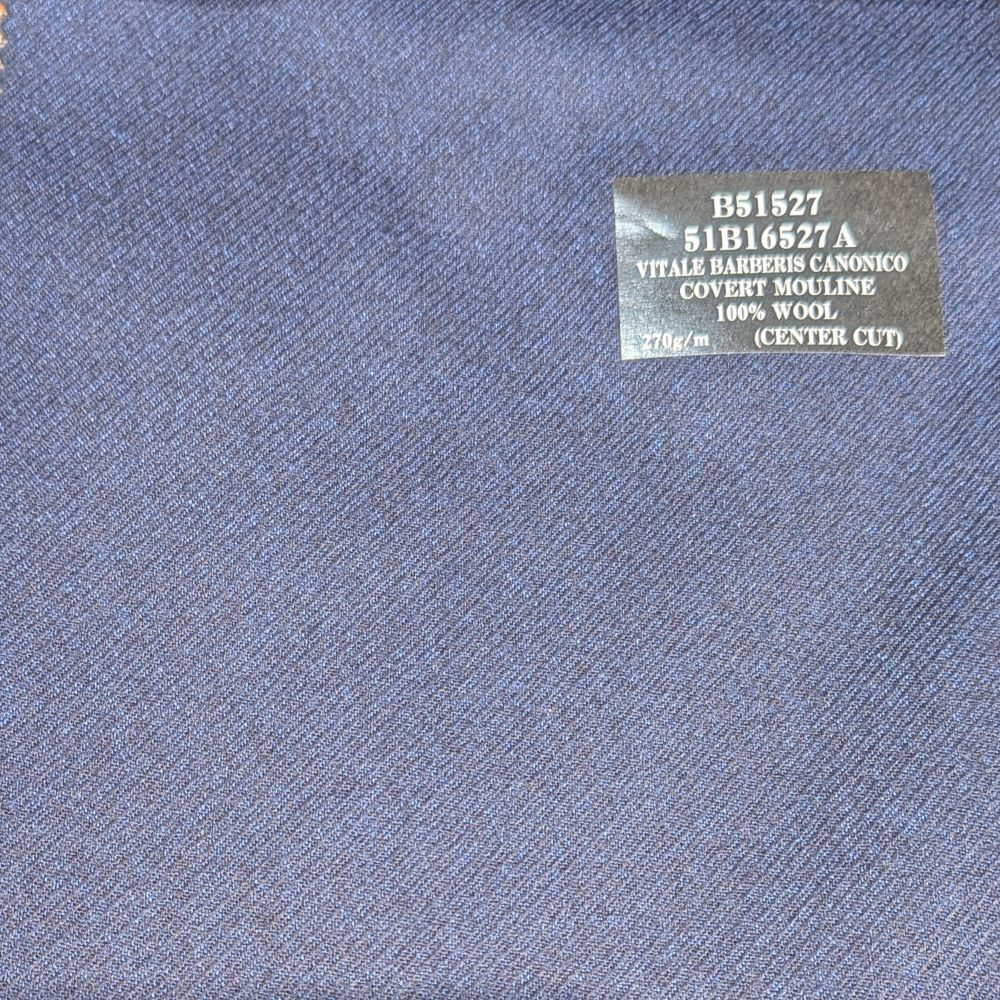 B51527
51B16527A
VITALE BARBERIS CANONICO
COVERT MOULINE
100% WOOL
270g/m (CENTER CUT)